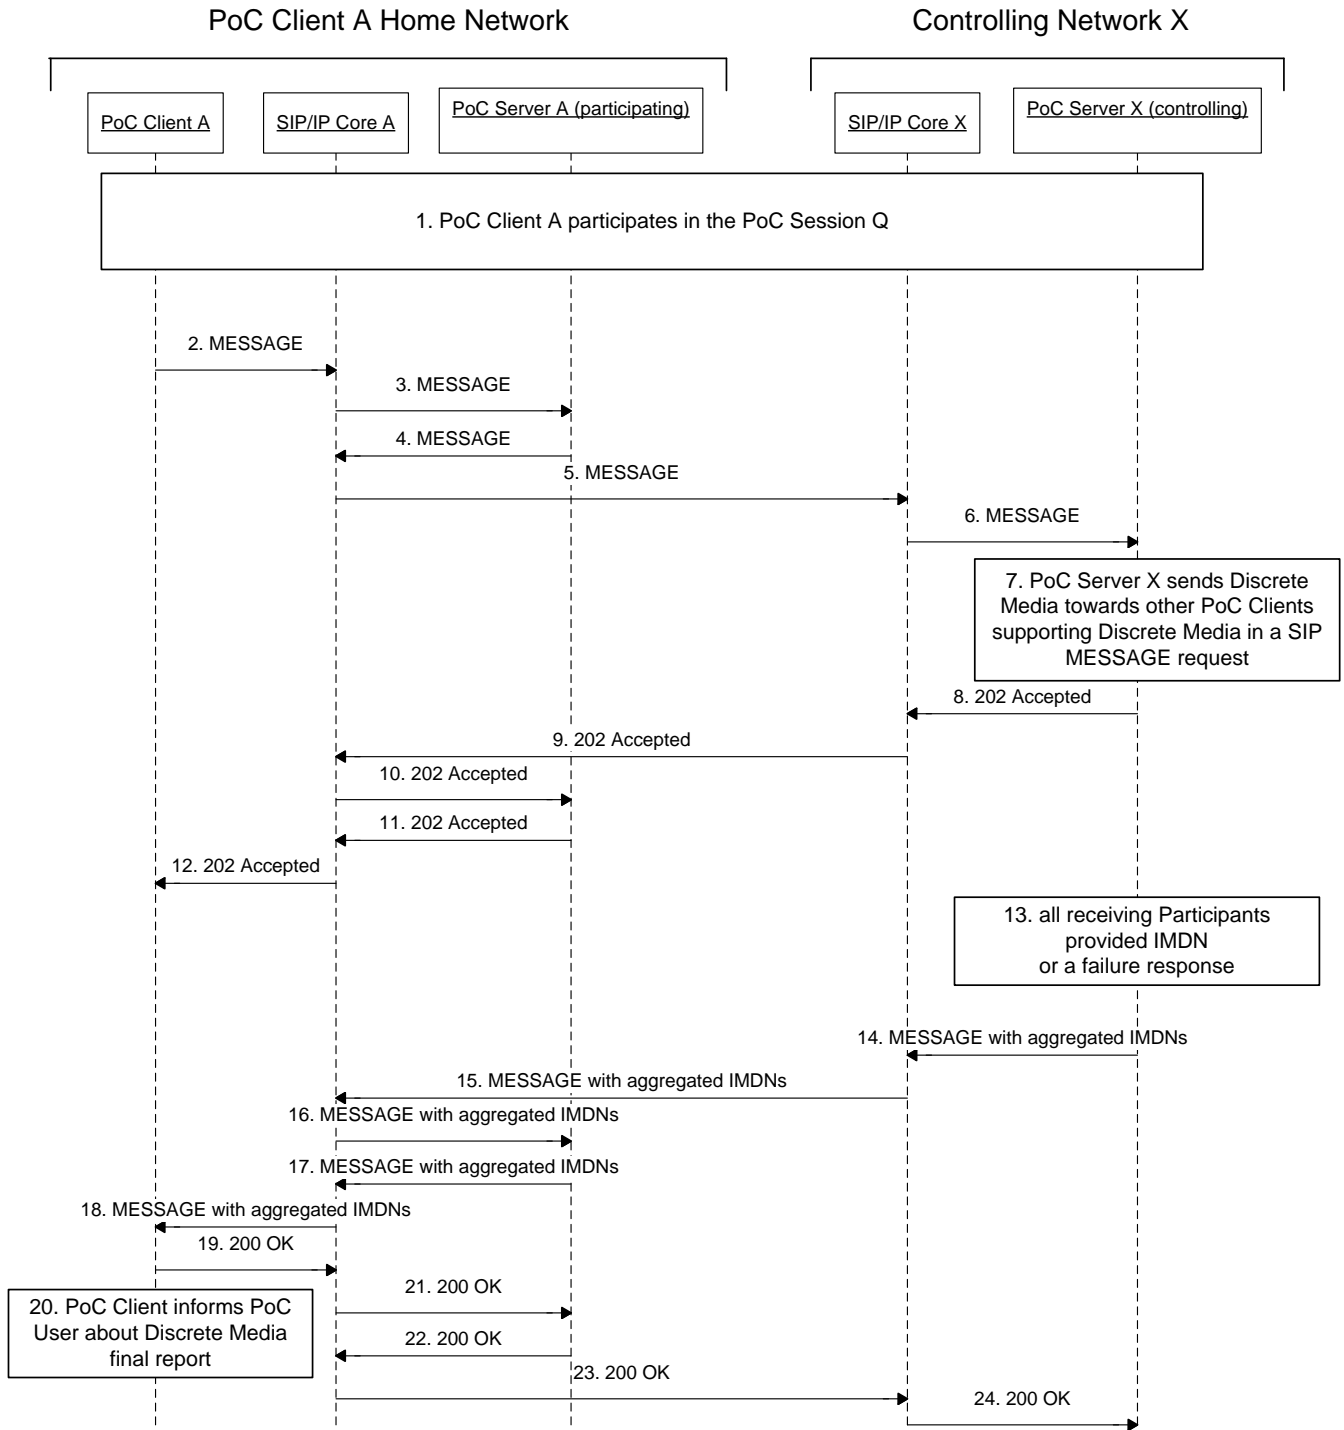 PoC Client A Home Network
Controlling Network X
PoC Client A
SIP/IP Core A
PoC Server A (participating)
SIP/IP Core X
PoC Server X (controlling)
1. PoC Client A participates in the PoC Session Q
2. MESSAGE
3. MESSAGE
4. MESSAGE
5. MESSAGE
6. MESSAGE
7. PoC Server X sends Discrete
Media towards other PoC Clients
supporting Discrete Media in a SIP
MESSAGE request
8. 202 Accepted
9. 202 Accepted
10. 202 Accepted
11. 202 Accepted
12. 202 Accepted
13. all receiving Participants
provided IMDN
or a failure response
14. MESSAGE with aggregated IMDNs
15. MESSAGE with aggregated IMDNs
16. MESSAGE with aggregated IMDNs
17. MESSAGE with aggregated IMDNs
18. MESSAGE with aggregated IMDNs
19. 200 OK
20. PoC Client informs PoC
User about Discrete Media
final report
21. 200 OK
22. 200 OK
23. 200 OK
24. 200 OK